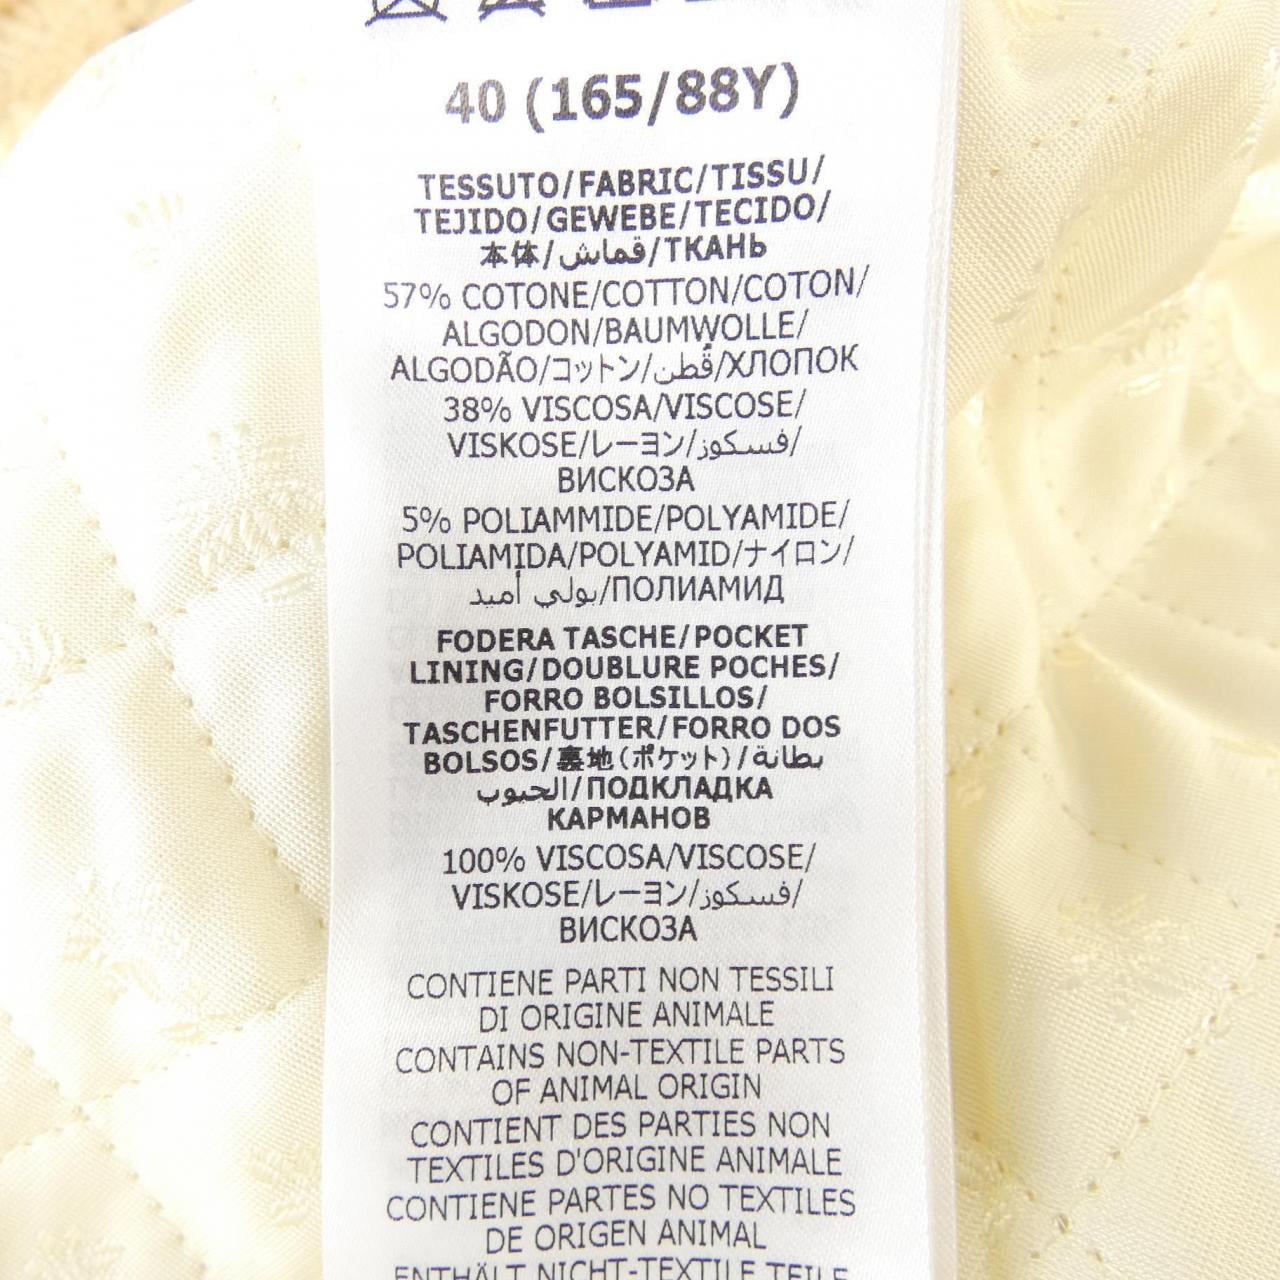 40 (165/88Y)
TESSUTO/FABRIC/TISSU/
TEJIDO/GEWEBE/TECIDO/
本体/قماش/ТКАНЬ
57% COTONE/COTTON/COTON/
ALGODON/BAUMWOLLE/
ALGODÃO/コットン/قُطن/ХЛОПОК
38% VISCOSA/VISCOSE/
VISKOSE/レーヨン/فسكوز/
ВИСКОЗА
5% POLIAMMIDE/POLYAMIDE/
POLIAMIDA/POLYAMID/ナイロン/
بولي أميد/ПОЛИАМИД
FODERA TASCHE/POCKET
LINING/DOUBLURE POCHES/
FORRO BOLSILLOS/
TASCHENFUTTER/FORRO DOS
BOLSOS/裏地(ポケット)/بطانة
الجيوب/ПОДКЛАДКА
КАРМАНОВ
100% VISCOSA/VISCOSE/
VISKOSE/レーヨン/فسكوز/
ВИСКОЗА
CONTIENE PARTI NON TESSILI
DI ORIGINE ANIMALE
CONTAINS NON-TEXTILE PARTS
OF ANIMAL ORIGIN
CONTIENT DES PARTIES NON
TEXTILES D'ORIGINE ANIMALE
CONTIENE PARTES NO TEXTILES
DE ORIGEN ANIMAL
ENTHÄLT NICHT-TEXTILE TEILE